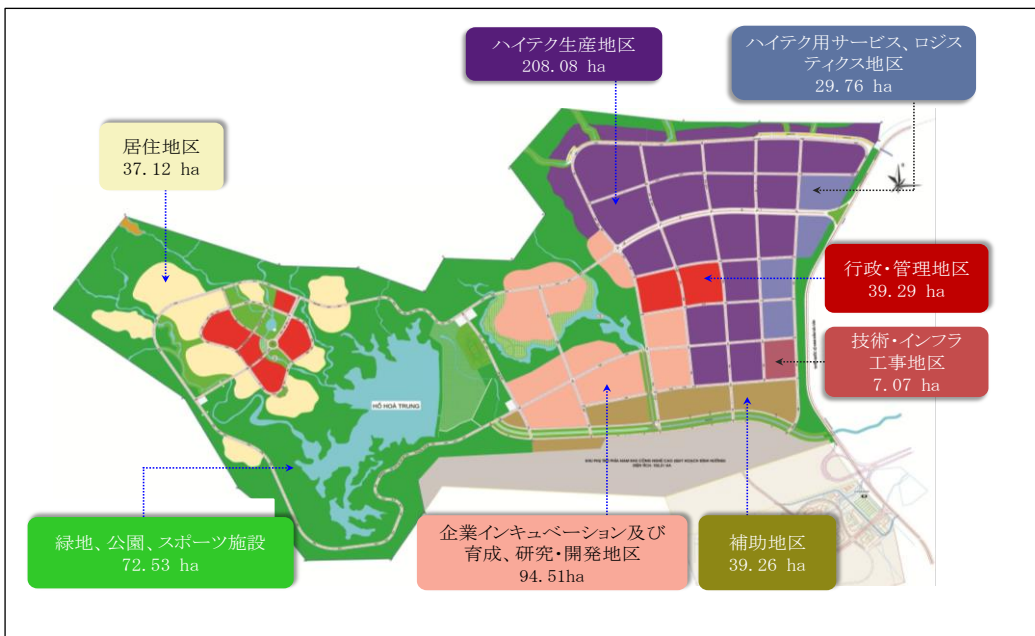 ハイテク生産地区
208.08 ha
ハイテク用サービス、ロジス
ティクス地区
29.76 ha
居住地区
37.12 ha
行政・管理地区
39.29 ha
技術・インフラ
工事地区
7.07 ha
HỒ HOÀ TRUNG
緑地、公園、スポーツ施設
72.53 ha
企業インキュベーション及び
育成、研究・開発地区
94.51ha
補助地区
39.26 ha